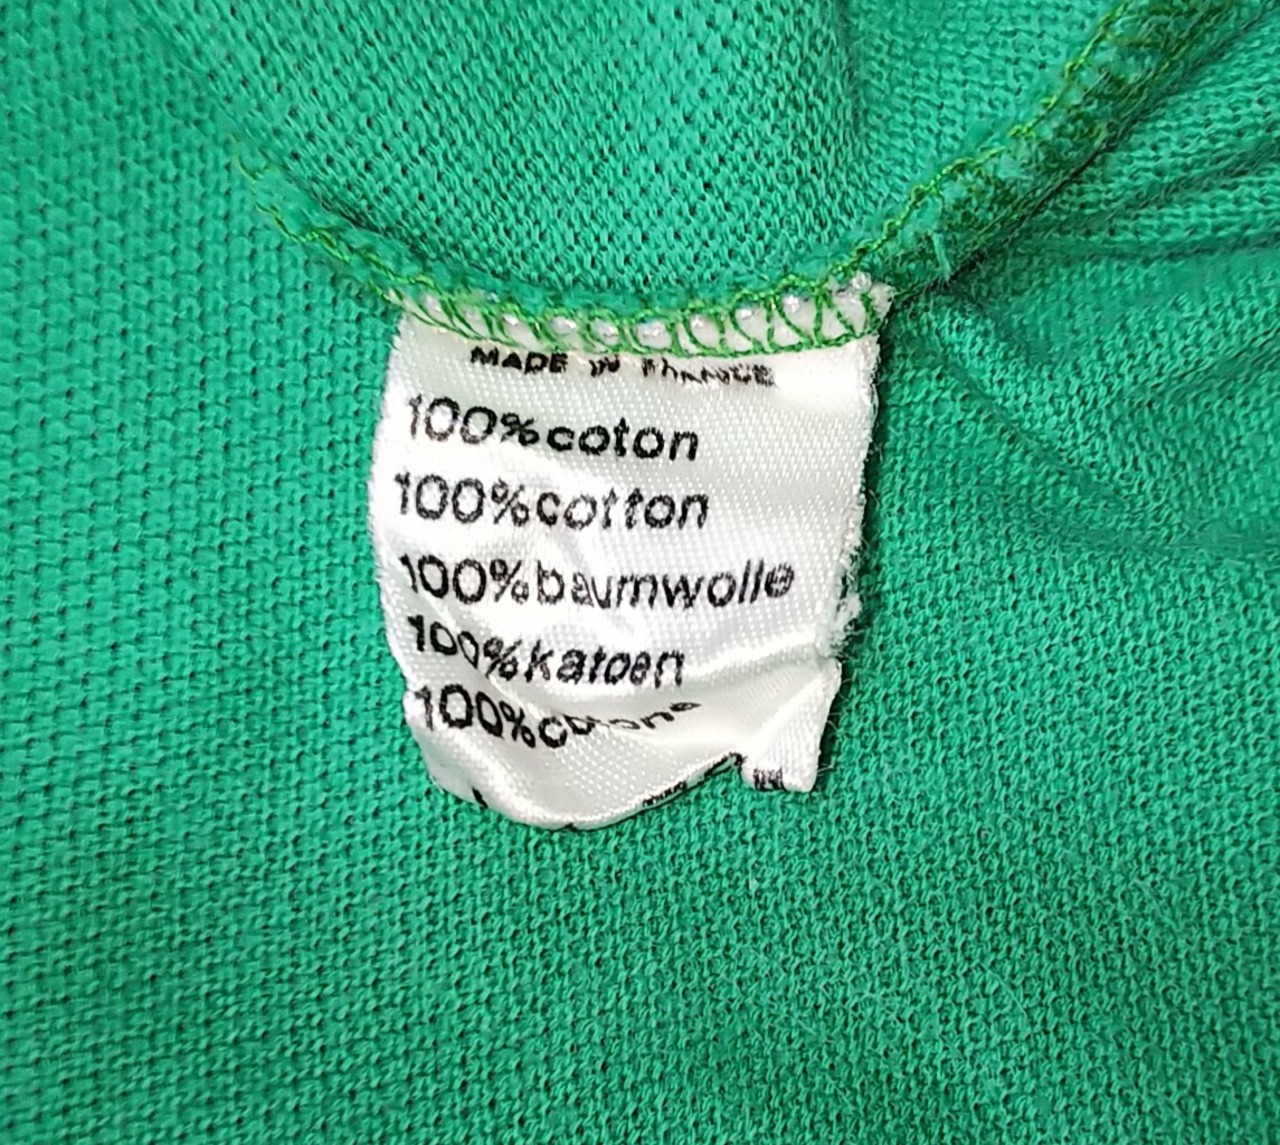 MADE IN FRANCE
100%coton
100%cotton
100%baumwolle
100%katoen
100%cotone